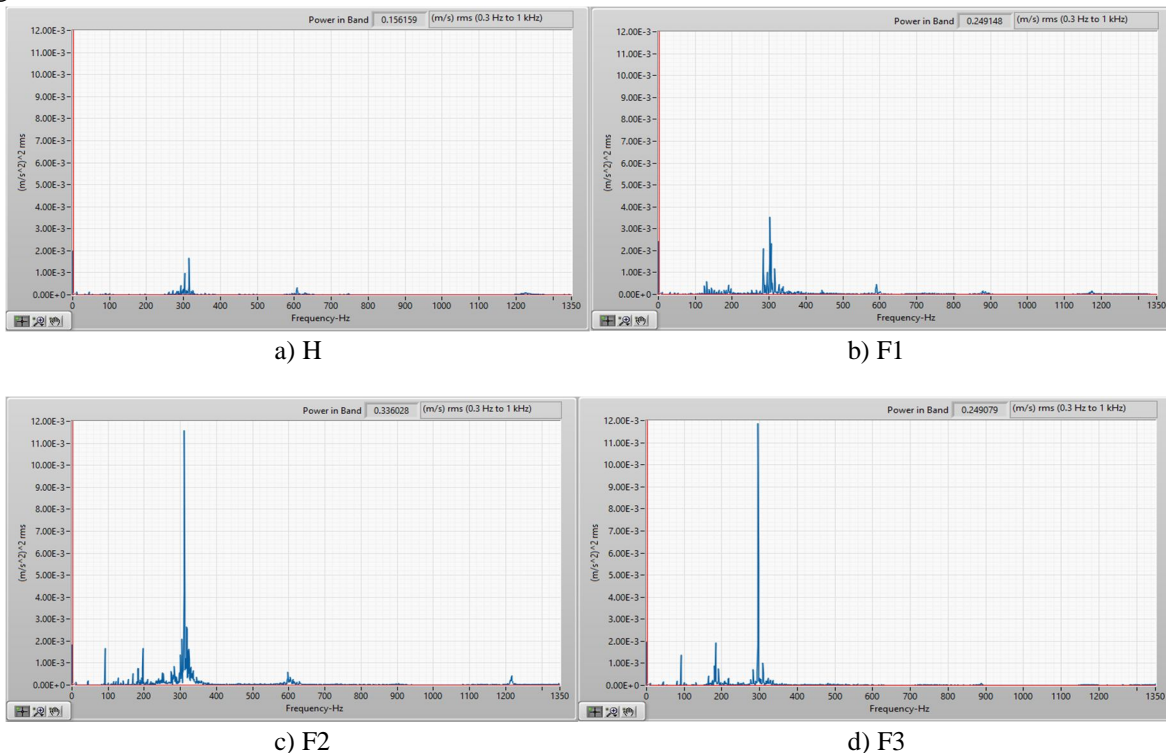 Power in Band 0.156159 (m/s) rms (0.3 Hz to 1 kHz)
12.00E-3
11.00E-3
10.00E-3
9.00E-3
8.00E-3
7.00E-3
6.00E-3
5.00E-3
4.00E-3
3.00E-3
2.00E-3
1.00E-3
0.00E+0
(m/s^2)^2 rms
0 100 200 300 400 500 600 700 800 900 1000 1100 1200 1350
Frequency-Hz
a) H
Power in Band 0.249148 (m/s) rms (0.3 Hz to 1 kHz)
12.00E-3
11.00E-3
10.00E-3
9.00E-3
8.00E-3
7.00E-3
6.00E-3
5.00E-3
4.00E-3
3.00E-3
2.00E-3
1.00E-3
0.00E+0
(m/s^2)^2 rms
0 100 200 300 400 500 600 700 800 900 1000 1100 1200 1350
Frequency-Hz
b) F1
Power in Band 0.336028 (m/s) rms (0.3 Hz to 1 kHz)
12.00E-3
11.00E-3
10.00E-3
9.00E-3
8.00E-3
7.00E-3
6.00E-3
5.00E-3
4.00E-3
3.00E-3
2.00E-3
1.00E-3
0.00E+0
(m/s^2)^2 rms
0 100 200 300 400 500 600 700 800 900 1000 1100 1200 1350
Frequency-Hz
c) F2
Power in Band 0.249079 (m/s) rms (0.3 Hz to 1 kHz)
12.00E-3
11.00E-3
10.00E-3
9.00E-3
8.00E-3
7.00E-3
6.00E-3
5.00E-3
4.00E-3
3.00E-3
2.00E-3
1.00E-3
0.00E+0
(m/s^2)^2 rms
0 100 200 300 400 500 600 700 800 900 1000 1100 1200 1350
Frequency-Hz
d) F3